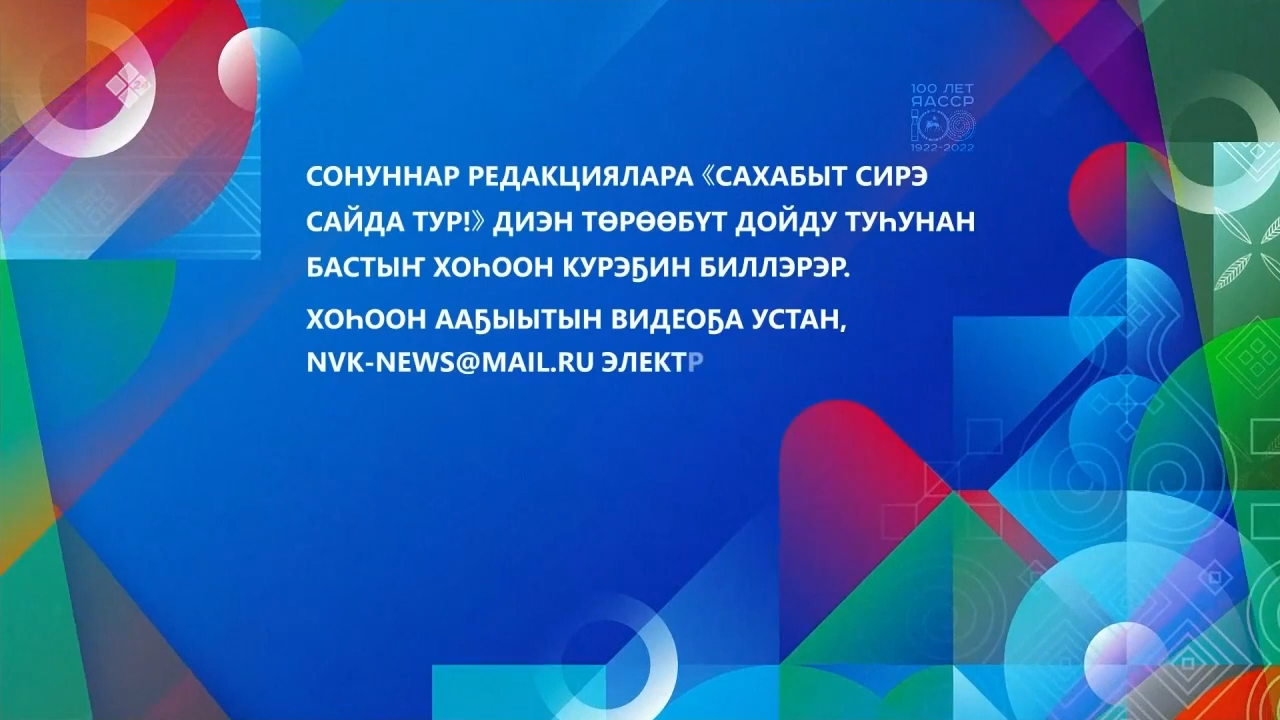 100 ЛЕТ
ЯАССР
100
1922-2022
СОНУННАР РЕДАКЦИЯЛАРА 《САХАБЫТ СИРЭ
САЙДА ТУР!》 ДИЭН ТӨРӨӨБҮТ ДОЙДУ ТУҺУНАН
БАСТЫҤ ХОҺООН КУРЭҔИН БИЛЛЭРЭР.
ХОҺООН ААҔЫЫТЫН ВИДЕОҔА УСТАН,
NVK-NEWS@MAIL.RU ЭЛЕКТР